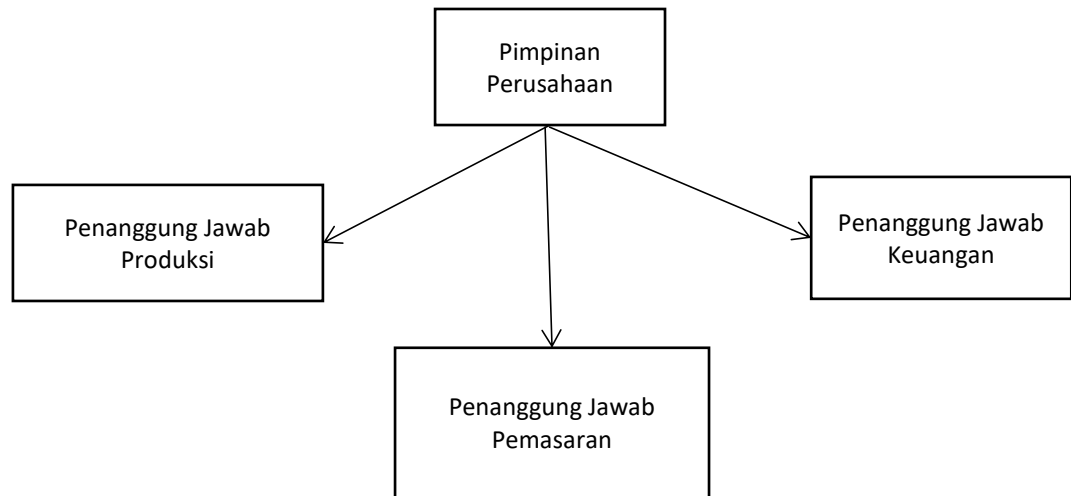 Pimpinan
Perusahaan
Penanggung Jawab
Produksi
Penanggung Jawab
Keuangan
Penanggung Jawab
Pemasaran